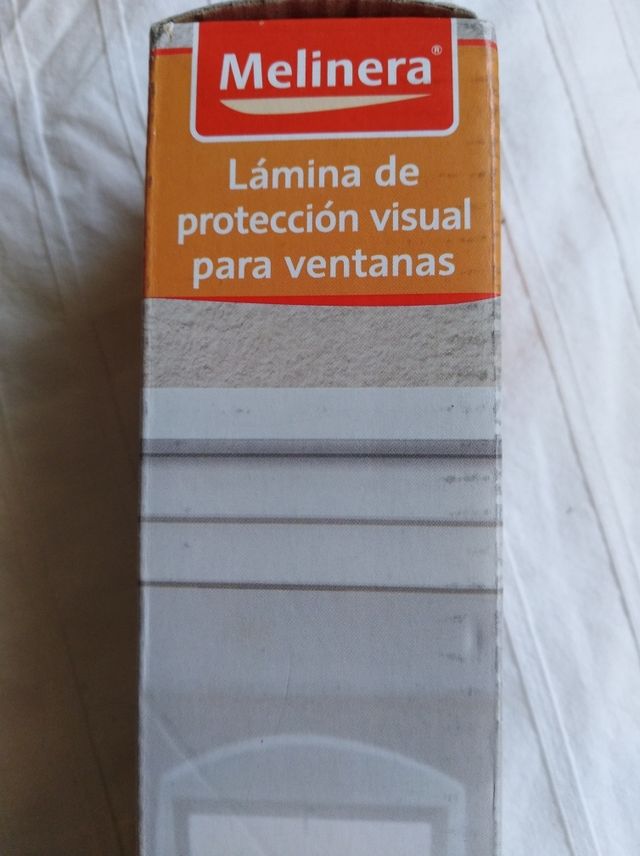 Melinera®
Lámina de
protección visual
para ventanas